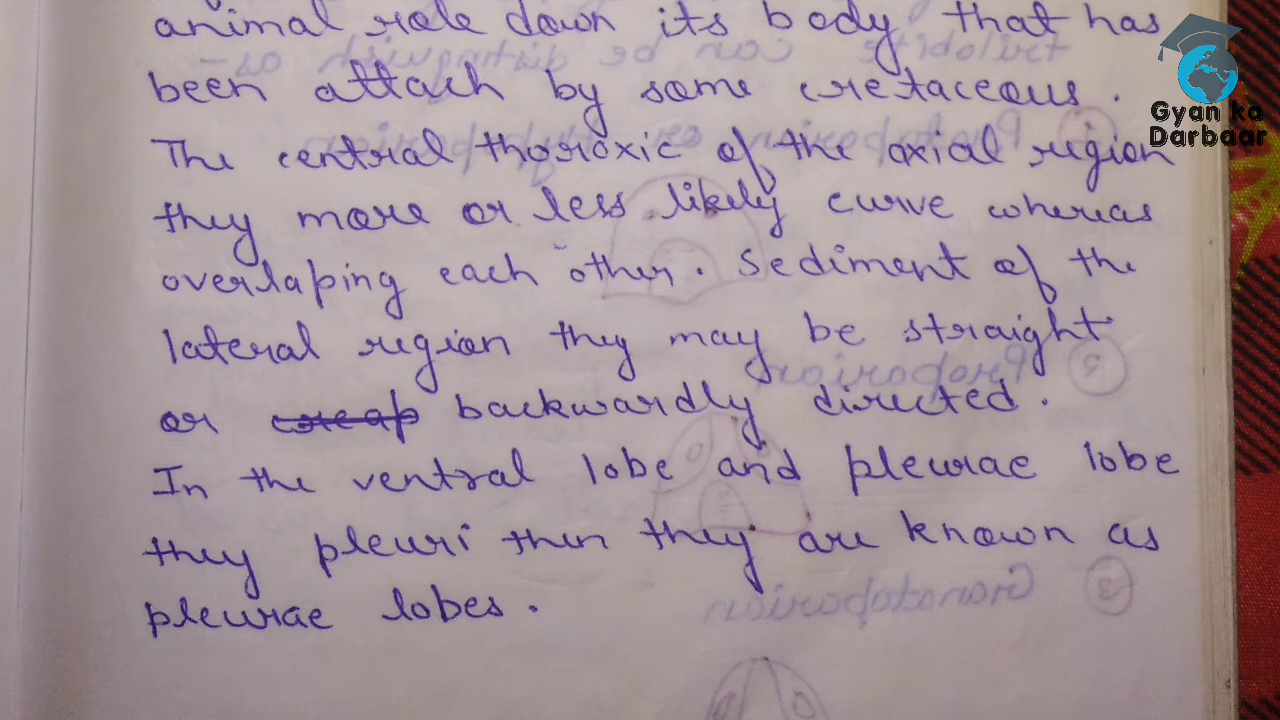 animal role down its body that has
been attach by some cretaceous.
The central thoroxic of the axial region
they more or less likely curve whereas
overlaping each other. Sediment of the
lateral region they may be straight
or backwardly directed.
In the ventral lobe and plewrae lobe
they pleuri then they are known as
plewrae lobes.
Gyan ka
Darbaar